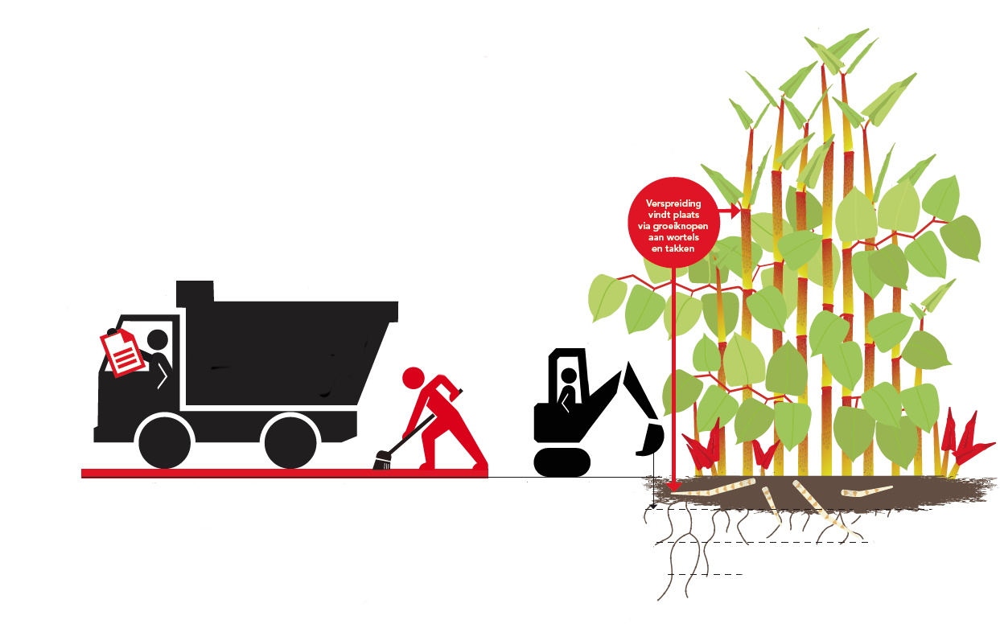 Verspreiding
vindt plaats
via groeiknopen
aan wortels
en takken